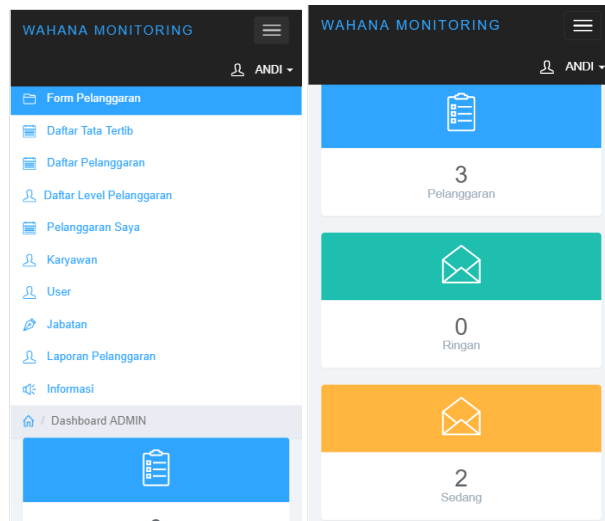 WAHANA MONITORING
ANDI
Form Pelanggaran
Daftar Tata Tertib
Daftar Pelanggaran
Daftar Level Pelanggaran
Pelanggaran Saya
Karyawan
User
Jabatan
Laporan Pelanggaran
Informasi
/ Dashboard ADMIN
WAHANA MONITORING
ANDI
3
Pelanggaran
0
Ringan
2
Sedang